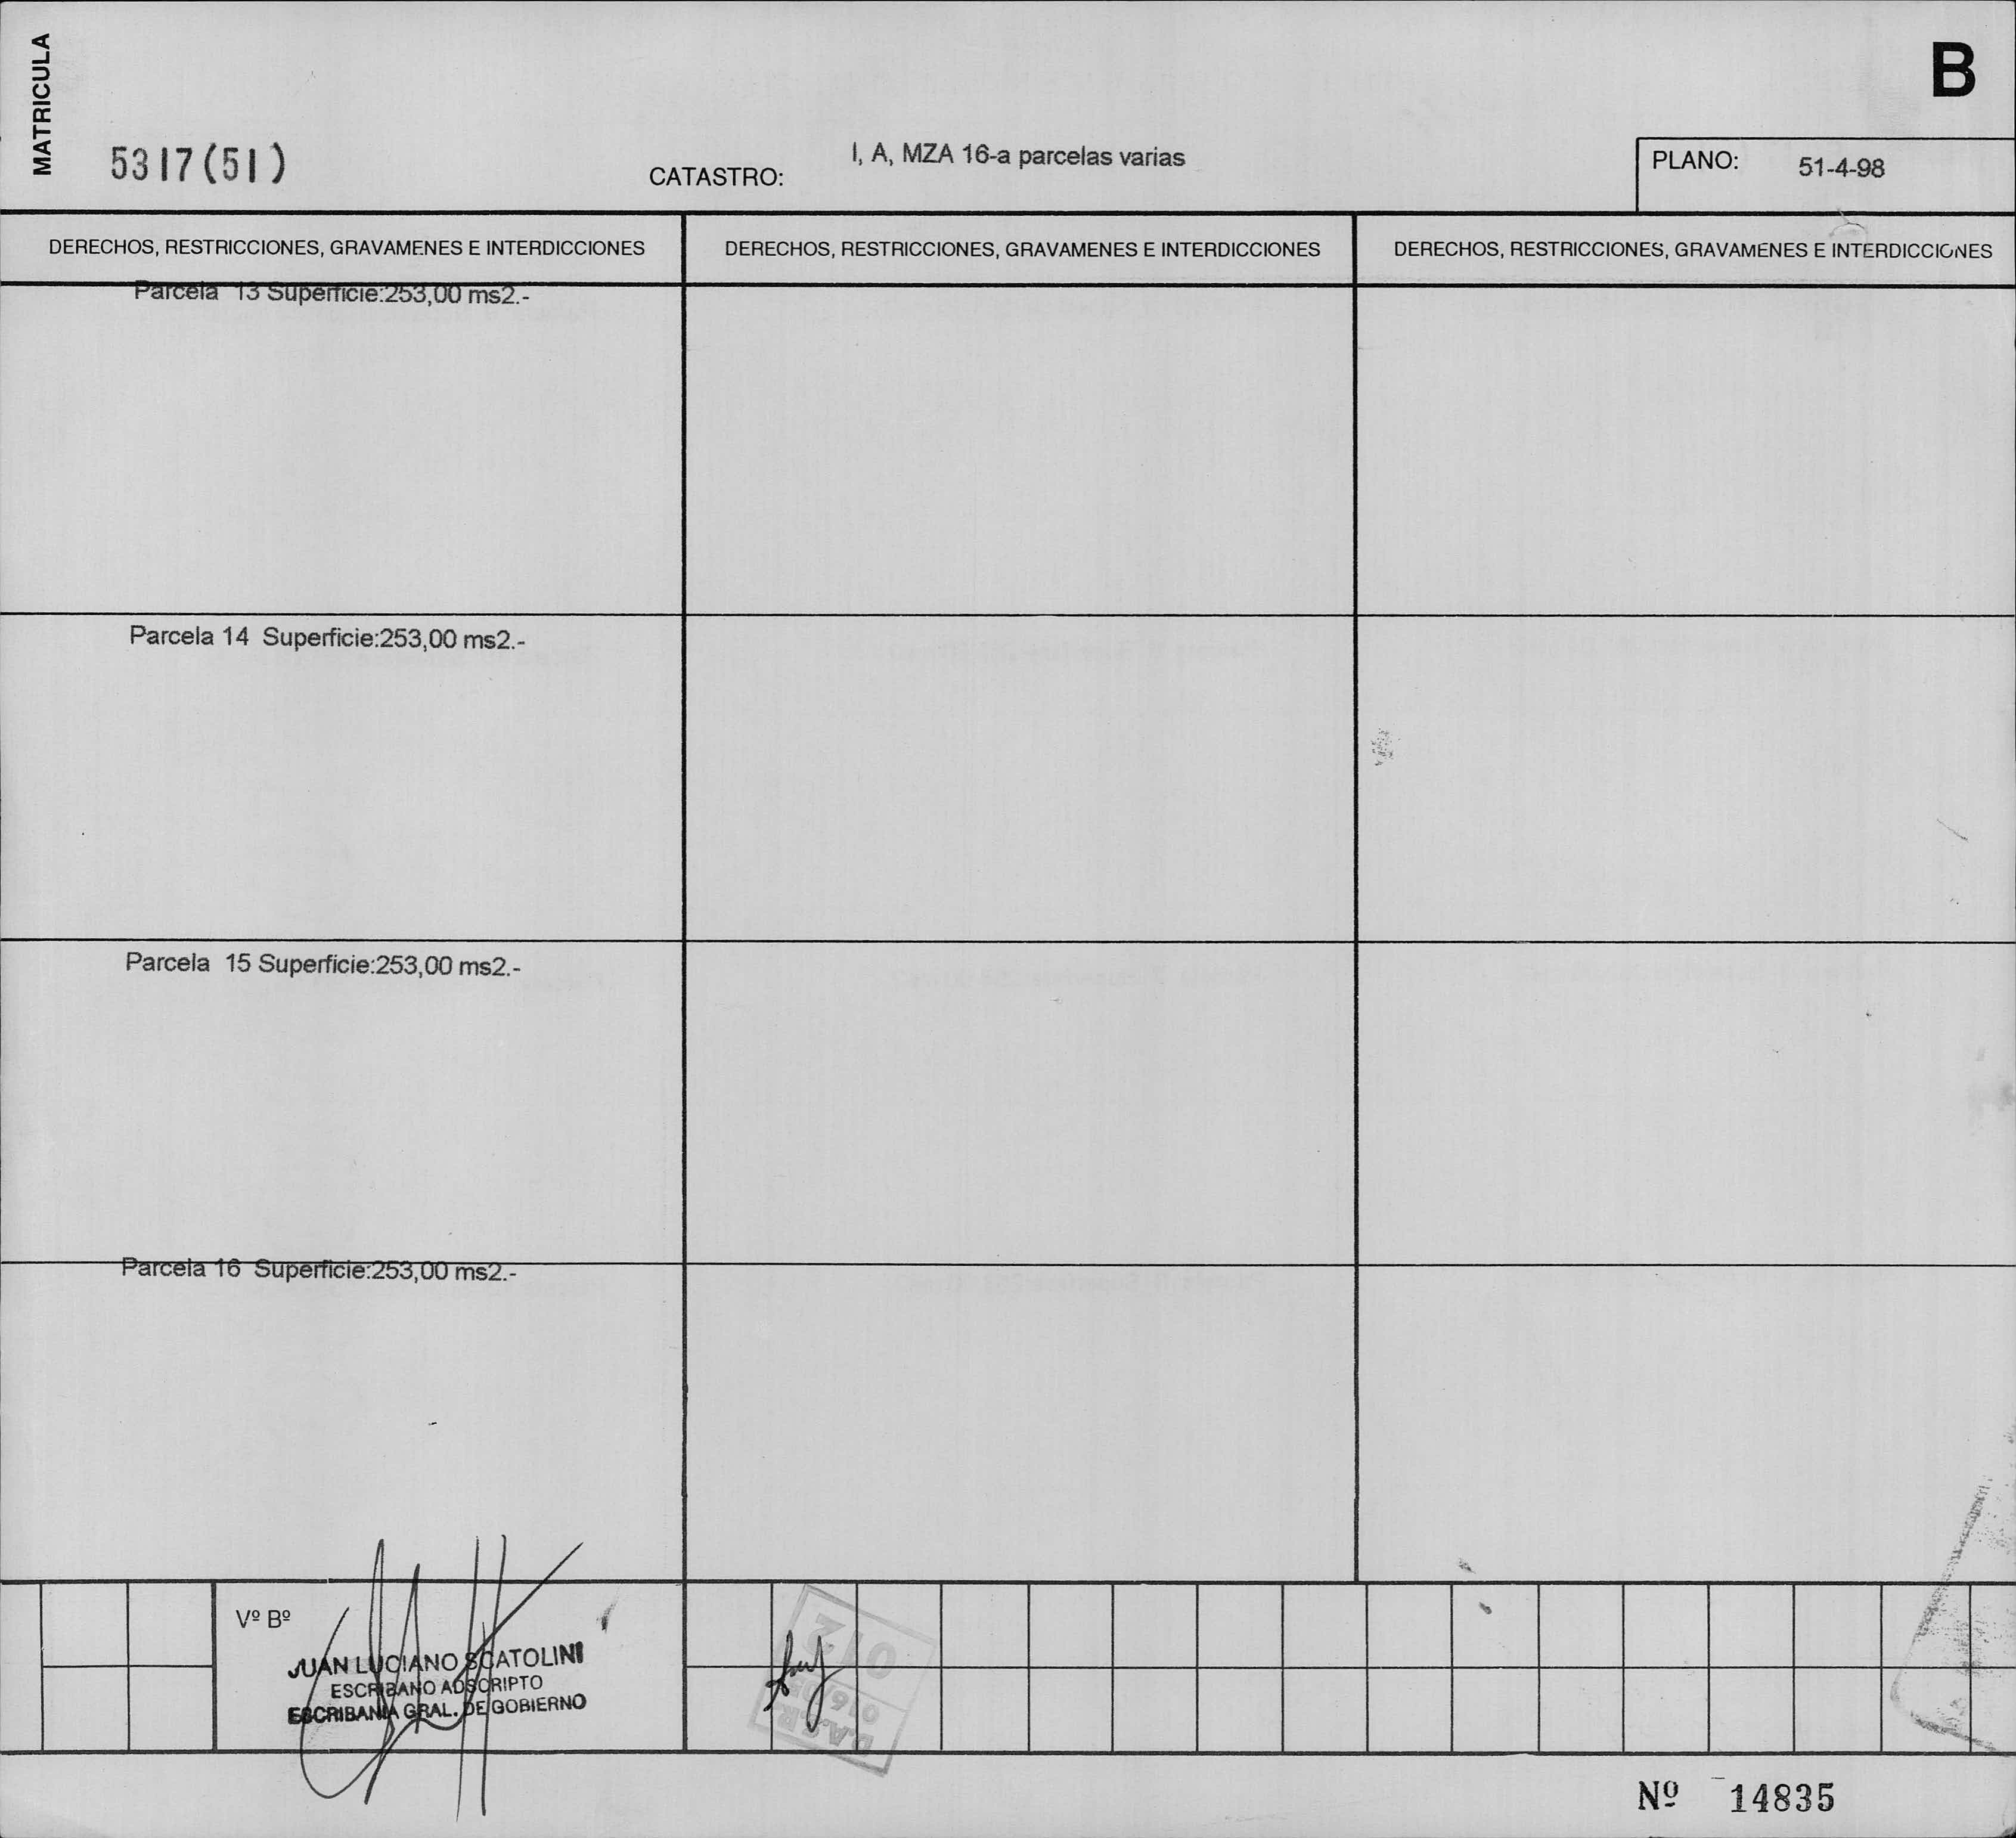 MATRICULA
B
5317(51)
CATASTRO:
I, A, MZA 16-a parcelas varias
PLANO:
51-4-98
DERECHOS, RESTRICCIONES, GRAVAMENES E INTERDICCIONES
DERECHOS, RESTRICCIONES, GRAVAMENES E INTERDICCIONES
DERECHOS, RESTRICCIONES, GRAVAMENES E INTERDICCIONES
Parcela 13 Superficie:253,00 ms2.-
Parcela 14 Superficie:253,00 ms2.-
Parcela 15 Superficie:253,00 ms2.-
Parcela 16 Superficie:253,00 ms2.-
Vº Bº
JUAN LUCIANO SCATOLINI
ESCRIBANO ADSCRIPTO
ESCRIBANIA GRAL. DE GOBIERNO
012
Nº 14835